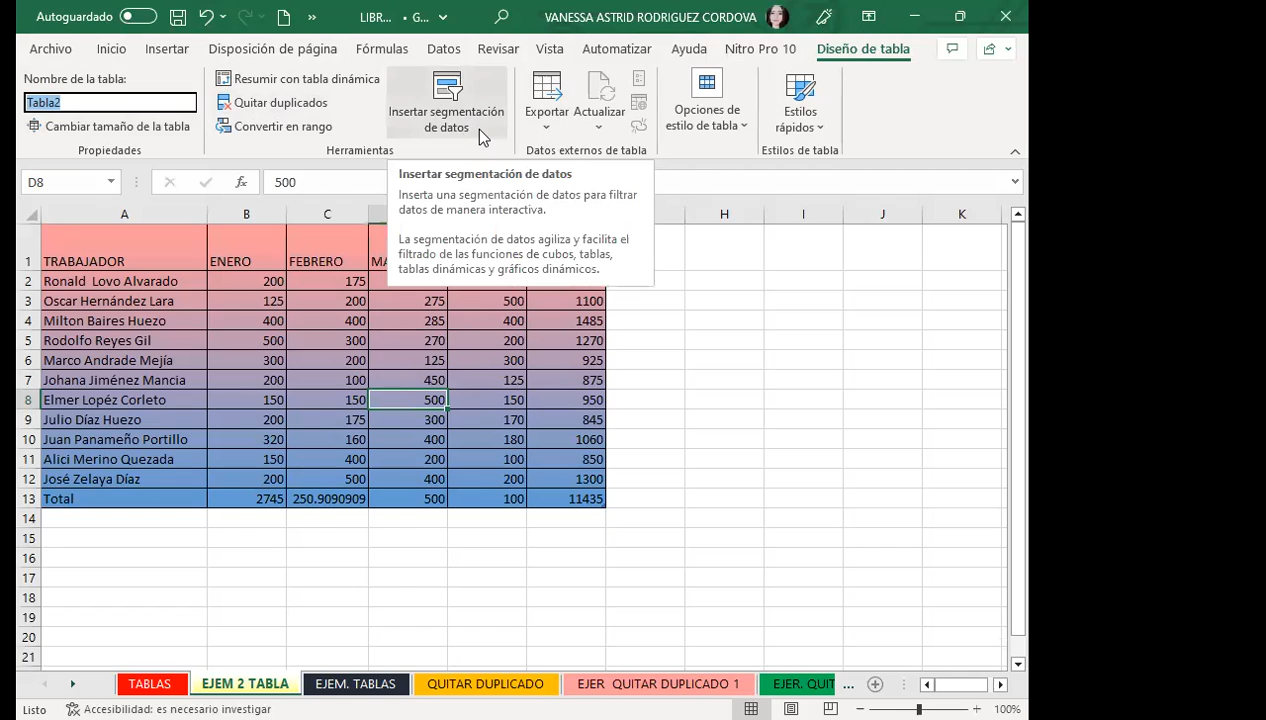 Autoguardado LIBR... • G... VANESSA ASTRID RODRIGUEZ CORDOVA
Archivo Inicio Insertar Disposición de página Fórmulas Datos Revisar Vista Automatizar Ayuda Nitro Pro 10 Diseño de tabla
Nombre de la tabla:
Tabla2
Cambiar tamaño de la tabla
Propiedades
Resumir con tabla dinámica
Quitar duplicados
Convertir en rango
Insertar segmentación
de datos
Herramientas
Exportar
Actualizar
Datos externos de tabla
Opciones de
estilo de tabla
Estilos
rápidos
Estilos de tabla
D8 fx 500
Insertar segmentación de datos
Inserta una segmentación de datos para filtrar
datos de manera interactiva.
La segmentación de datos agiliza y facilita el
filtrado de las funciones de cubos, tablas,
tablas dinámicas y gráficos dinámicos.
A B C H I J K
1 TRABAJADOR ENERO FEBRERO MA
2 Ronald Lovo Alvarado 200 175
3 Oscar Hernández Lara 125 200 275 500 1100
4 Milton Baires Huezo 400 400 285 400 1485
5 Rodolfo Reyes Gil 500 300 270 200 1270
6 Marco Andrade Mejía 300 200 125 300 925
7 Johana Jiménez Mancia 200 100 450 125 875
8 Elmer Lopéz Corleto 150 150 500 150 950
9 Julio Díaz Huezo 200 175 300 170 845
10 Juan Panameño Portillo 320 160 400 180 1060
11 Alici Merino Quezada 150 400 200 100 850
12 José Zelaya Díaz 200 500 400 200 1300
13 Total 2745 250.9090909 500 100 11435
14
15
16
17
18
19
20
21
TABLAS EJEM 2 TABLA EJEM. TABLAS QUITAR DUPLICADO EJER QUITAR DUPLICADO 1 EJER. QUIT ...
Listo Accesibilidad: es necesario investigar 100%